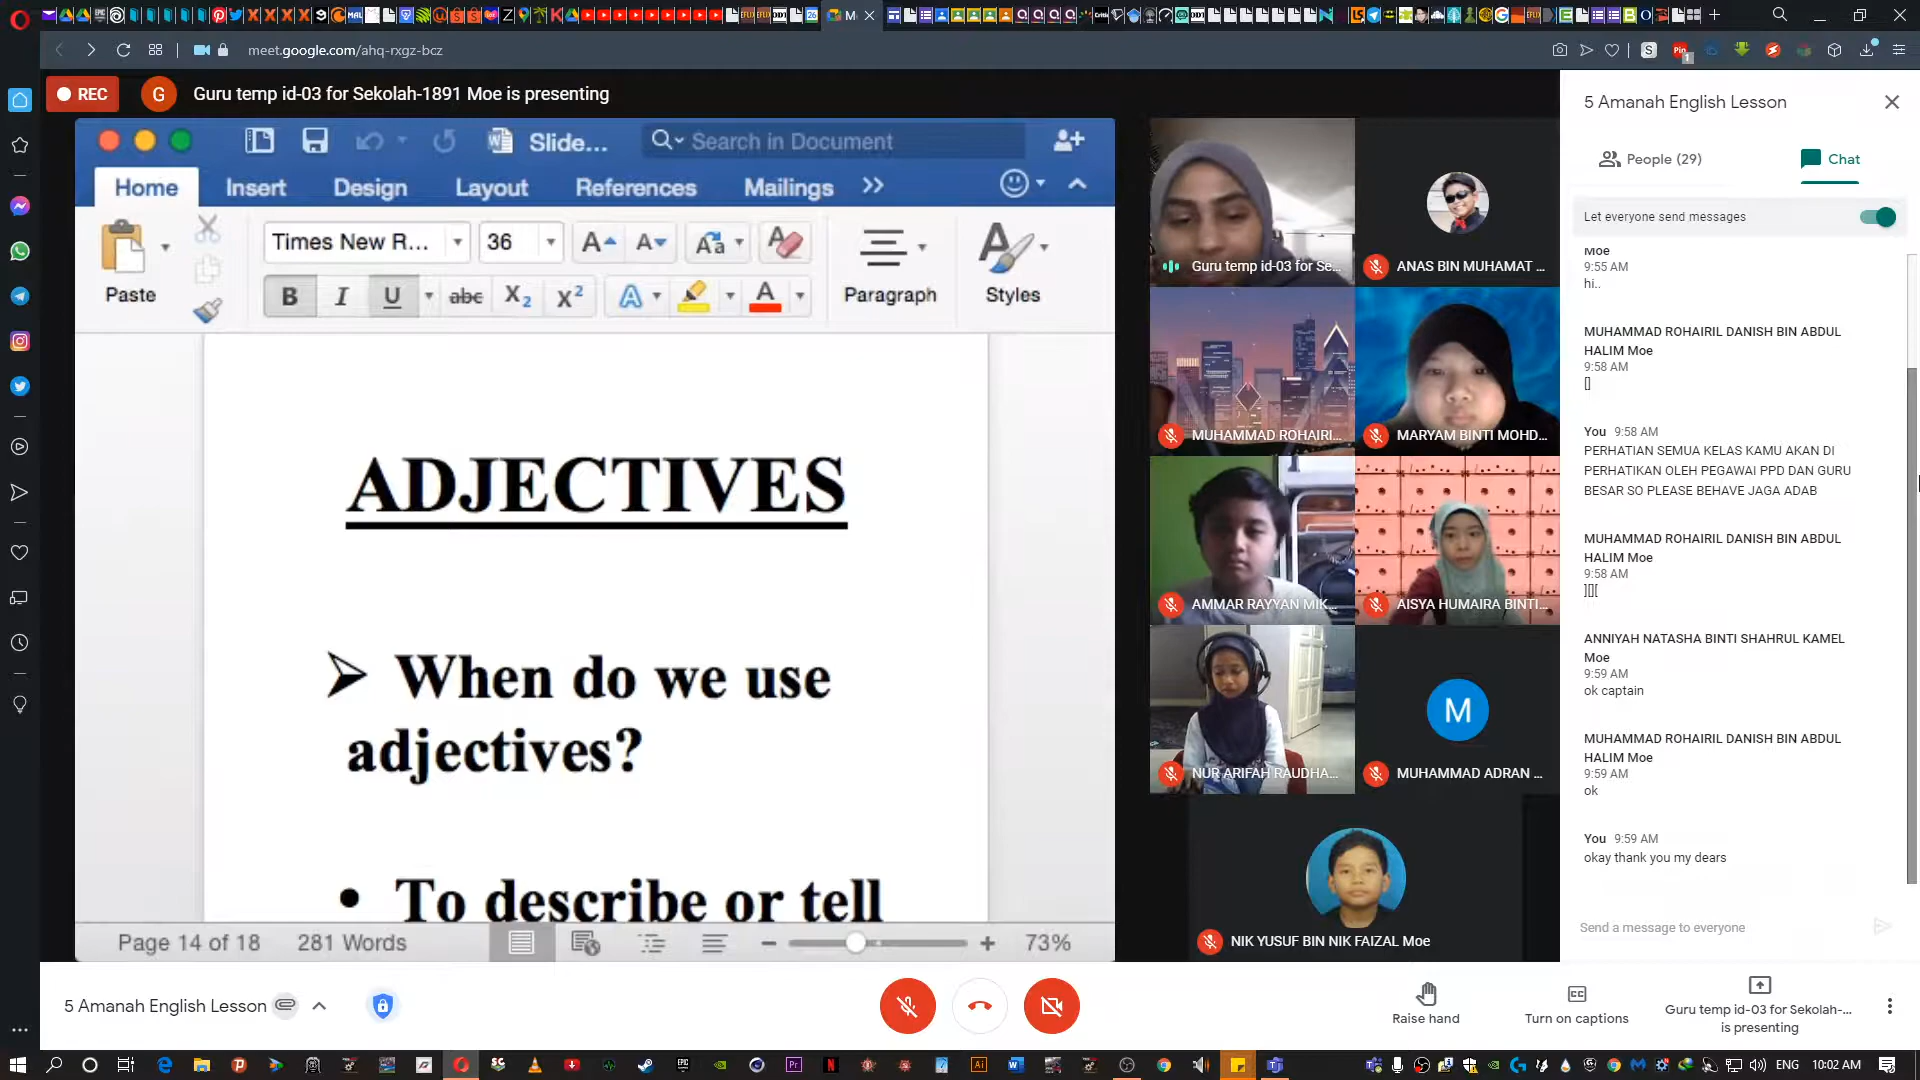 meet.google.com/ahq-rxgz-bcz
REC
G
Guru temp id-03 for Sekolah-1891 Moe is presenting
Slide...
Search in Document
Home
Insert
Design
Layout
References
Mailings
Paste
Times New R...
36
Paragraph
Styles
ADJECTIVES
When do we use
adjectives?
To describe or tell
Page 14 of 18
281 Words
73%
Guru temp id-03 for Se...
ANAS BIN MUHAMAT ...
MUHAMMAD ROHAIRI...
MARYAM BINTI MOHD...
AMMAR RAYYAN MIK...
AISYA HUMAIRA BINTI...
NUR ARIFAH RAUDHA...
M
MUHAMMAD ADRAN ...
NIK YUSUF BIN NIK FAIZAL Moe
5 Amanah English Lesson
People (29)
Chat
Let everyone send messages
Moe
9:55 AM
hi..
MUHAMMAD ROHAIRIL DANISH BIN ABDUL
HALIM Moe
9:58 AM
[]
You 9:58 AM
PERHATIAN SEMUA KELAS KAMU AKAN DI
PERHATIKAN OLEH PEGAWAI PPD DAN GURU
BESAR SO PLEASE BEHAVE JAGA ADAB
MUHAMMAD ROHAIRIL DANISH BIN ABDUL
HALIM Moe
9:58 AM
][][
ANNIYAH NATASHA BINTI SHAHRUL KAMEL
Moe
9:59 AM
ok captain
MUHAMMAD ROHAIRIL DANISH BIN ABDUL
HALIM Moe
9:59 AM
ok
You 9:59 AM
okay thank you my dears
Send a message to everyone
5 Amanah English Lesson
Raise hand
Turn on captions
Guru temp id-03 for Sekolah-...
is presenting
ENG
10:02 AM